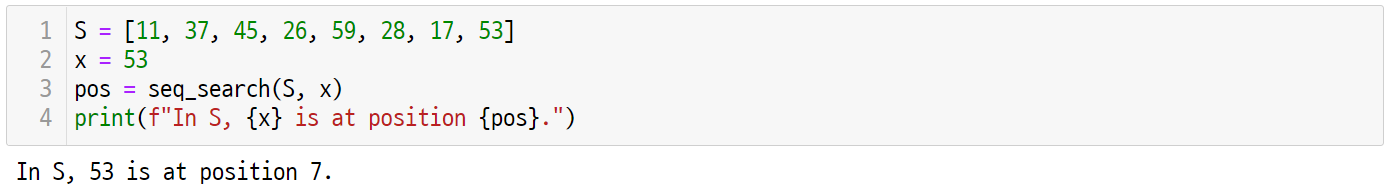 1 S = [11, 37, 45, 26, 59, 28, 17, 53]
2 x = 53
3 pos = seq_search(S, x)
4 print(f"In S, {x} is at position {pos}.")
In S, 53 is at position 7.